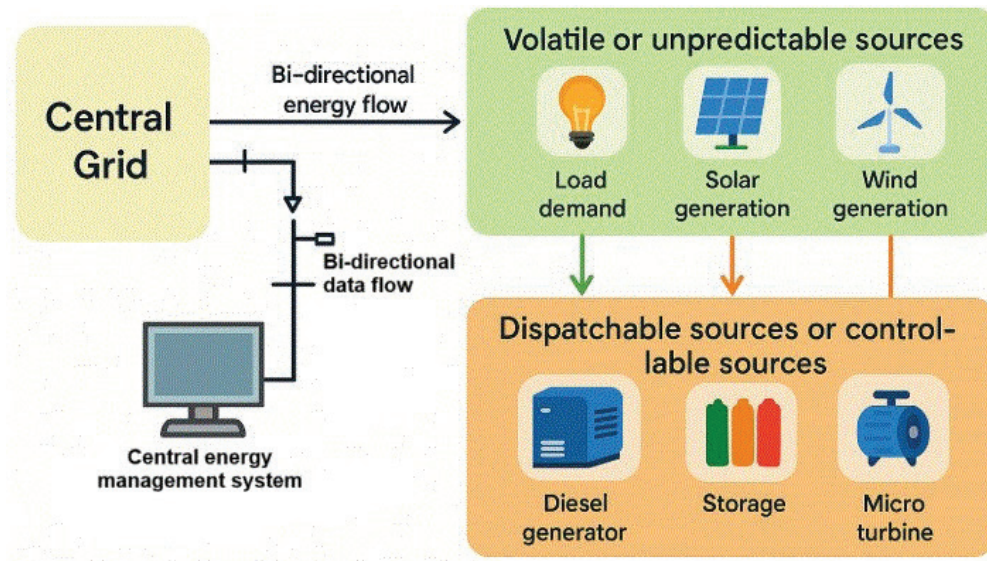 Central
Grid
Bi-directional
energy flow
Bi-directional
data flow
Central energy
management system
Volatile or unpredictable sources
Load
demand
Solar
generation
Wind
generation
Dispatchable sources or control-
lable sources
Diesel
generator
Storage
Micro
turbine